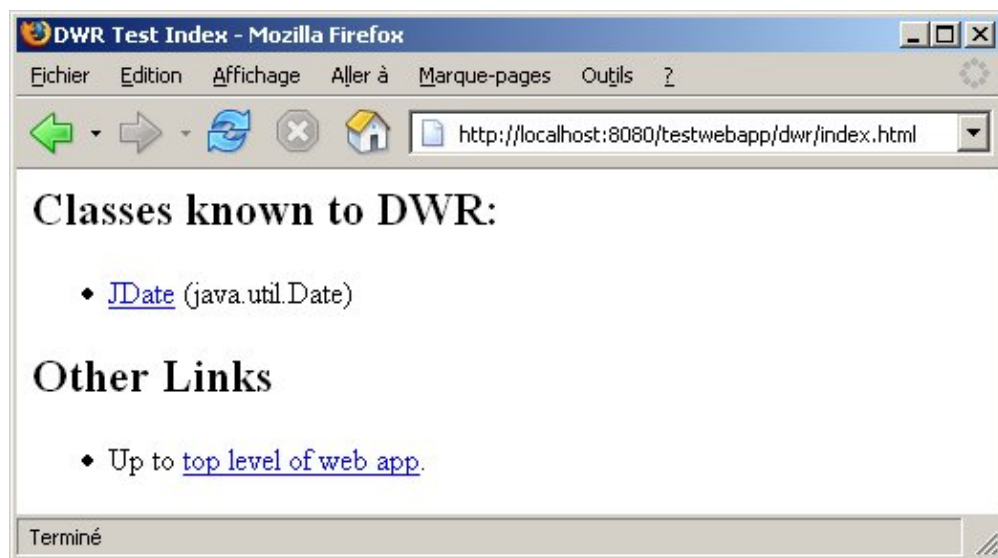 DWR Test Index - Mozilla Firefox
Fichier Edition Affichage Aller à Marque-pages Outils ?
http://localhost:8080/testwebapp/dwr/index.html
Classes known to DWR:
• JDate (java.util.Date)
Other Links
• Up to top level of web app.
Terminé